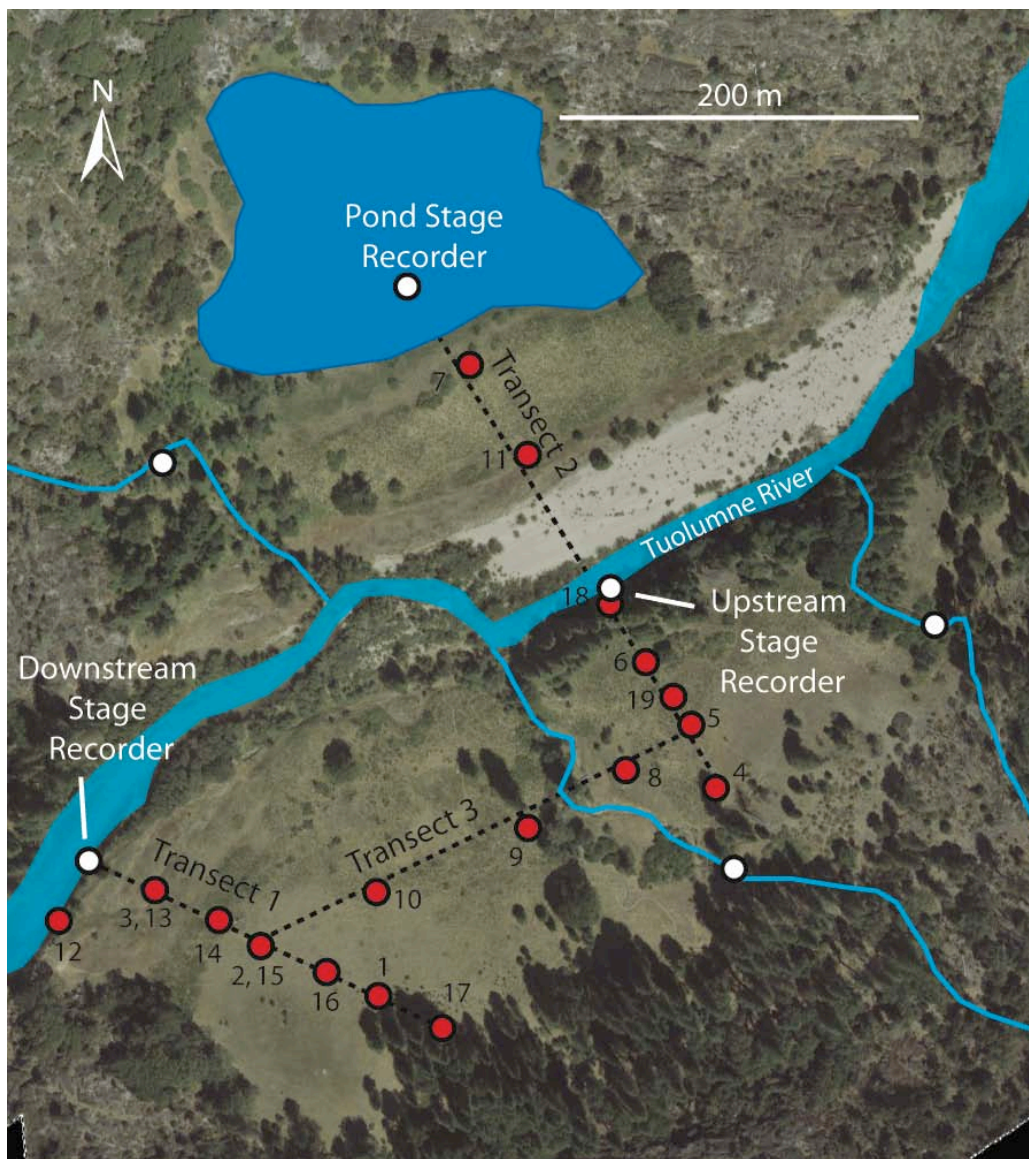 N
200 m
Pond Stage
Recorder
7
Transect 2
11
Tuolumne River
18
Upstream
Stage
Recorder
6
19
5
Downstream
Stage
Recorder
8
4
Transect 3
9
Transect 1
10
3, 13
14
12
2, 15
16
1
17